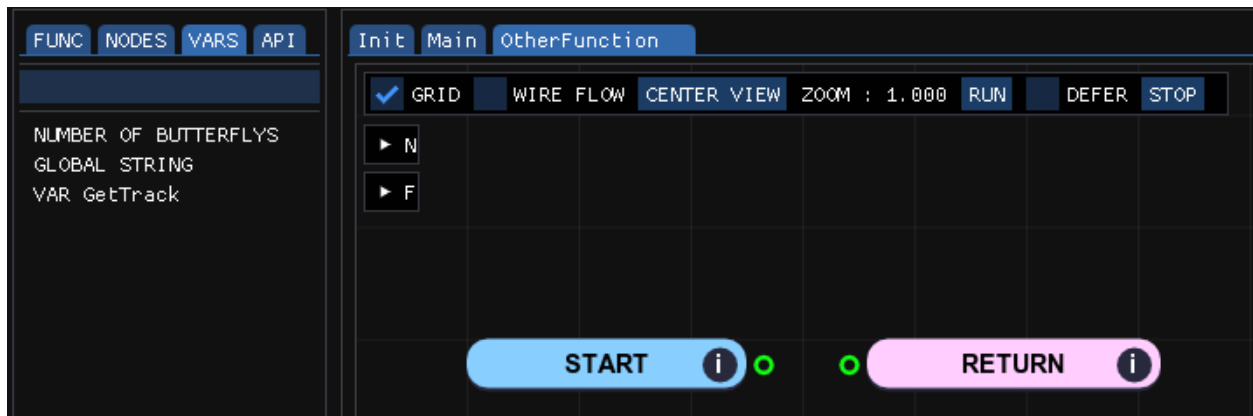 FUNC NODES VARS API
NUMBER OF BUTTERFLYS
GLOBAL STRING
VAR GetTrack
Init Main OtherFunction
GRID WIRE FLOW CENTER VIEW ZOOM : 1.000 RUN DEFER STOP
N
F
START i
RETURN i